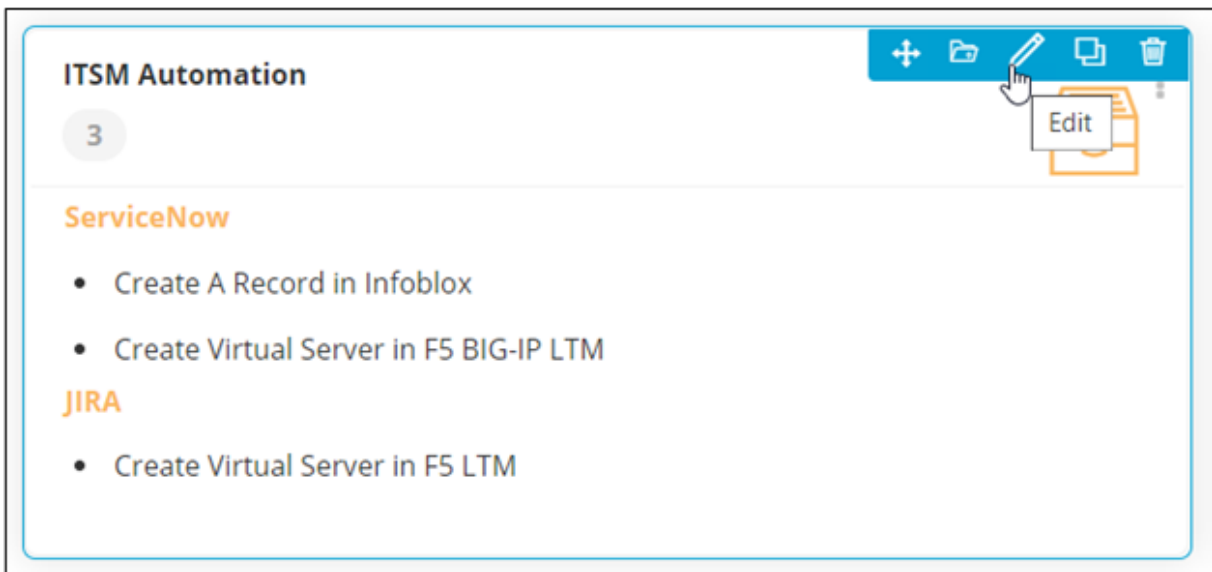 ITSM Automation
3
Edit
ServiceNow
• Create A Record in Infoblox
• Create Virtual Server in F5 BIG-IP LTM
JIRA
• Create Virtual Server in F5 LTM